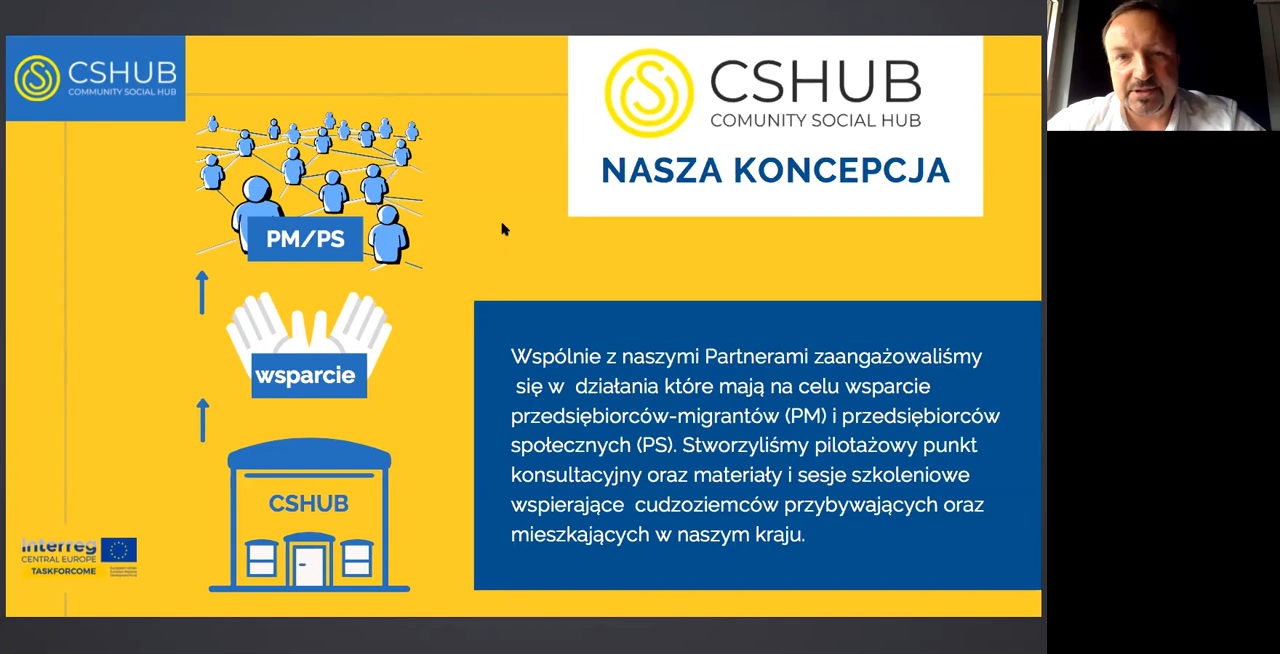 CSHUB
COMMUNITY SOCIAL HUB
CSHUB
COMUNITY SOCIAL HUB
NASZA KONCEPCJA
PM/PS
wsparcie
CSHUB
Wspólnie z naszymi Partnerami zaangażowaliśmy
się w działania które mają na celu wsparcie
przedsiębiorców-migrantów (PM) i przedsiębiorców
społecznych (PS). Stworzyliśmy pilotażowy punkt
konsultacyjny oraz materiały i sesje szkoleniowe
wspierające cudzoziemców przybywających oraz
mieszkających w naszym kraju.
Interreg
CENTRAL EUROPE
TASKFORCOME